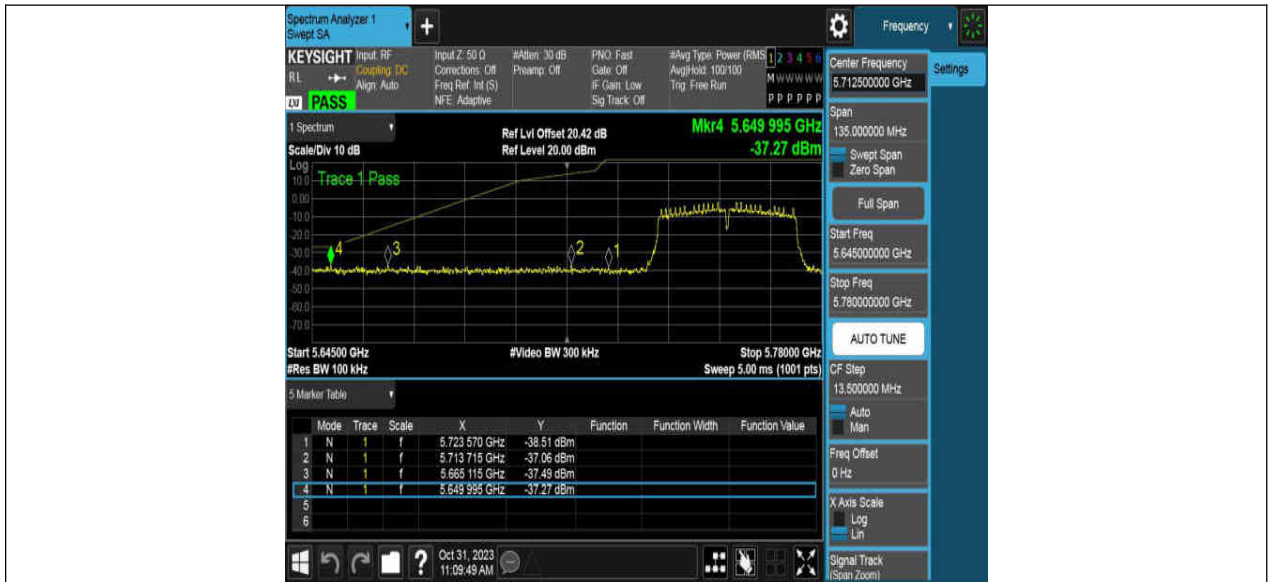 Spectrum Analyzer 1
Swept SA
+
Frequency
KEYSIGHT
RL
LXI
PASS
Input: RF
Coupling: DC
Align: Auto
Input Z: 50 Ω
Corrections: Off
Freq Ref: Int (S)
NFE: Adaptive
#Atten: 30 dB
Preamp: Off
PNO: Fast
Gate: Off
IF Gain: Low
Sig Track: Off
#Avg Type: Power (RMS
Avg|Hold: 100/100
Trig: Free Run
1 2 3 4 5 6
M W W W W W
P P P P P P
Center Frequency
5.712500000 GHz
Settings
Span
135.000000 MHz
Swept Span
Zero Span
Full Span
Start Freq
5.645000000 GHz
Stop Freq
5.780000000 GHz
AUTO TUNE
CF Step
13.500000 MHz
Auto
Man
Freq Offset
0 Hz
X Axis Scale
Log
Lin
Signal Track
(Span Zoom)
1 Spectrum
Scale/Div 10 dB
Ref Lvl Offset 20.42 dB
Ref Level 20.00 dBm
Mkr4 5.649 995 GHz
-37.27 dBm
Log
Trace 1 Pass
10.0
0.00
-10.0
-20.0
-30.0
-40.0
-50.0
-60.0
-70.0
4
3
2
1
Start 5.64500 GHz
#Video BW 300 kHz
Stop 5.78000 GHz
#Res BW 100 kHz
Sweep 5.00 ms (1001 pts)
5 Marker Table
Mode Trace Scale X Y Function Function Width Function Value
1 N 1 f 5.723 570 GHz -38.51 dBm
2 N 1 f 5.713 715 GHz -37.06 dBm
3 N 1 f 5.665 115 GHz -37.49 dBm
4 N 1 f 5.649 995 GHz -37.27 dBm
5
6
?
Oct 31, 2023
11:09:49 AM